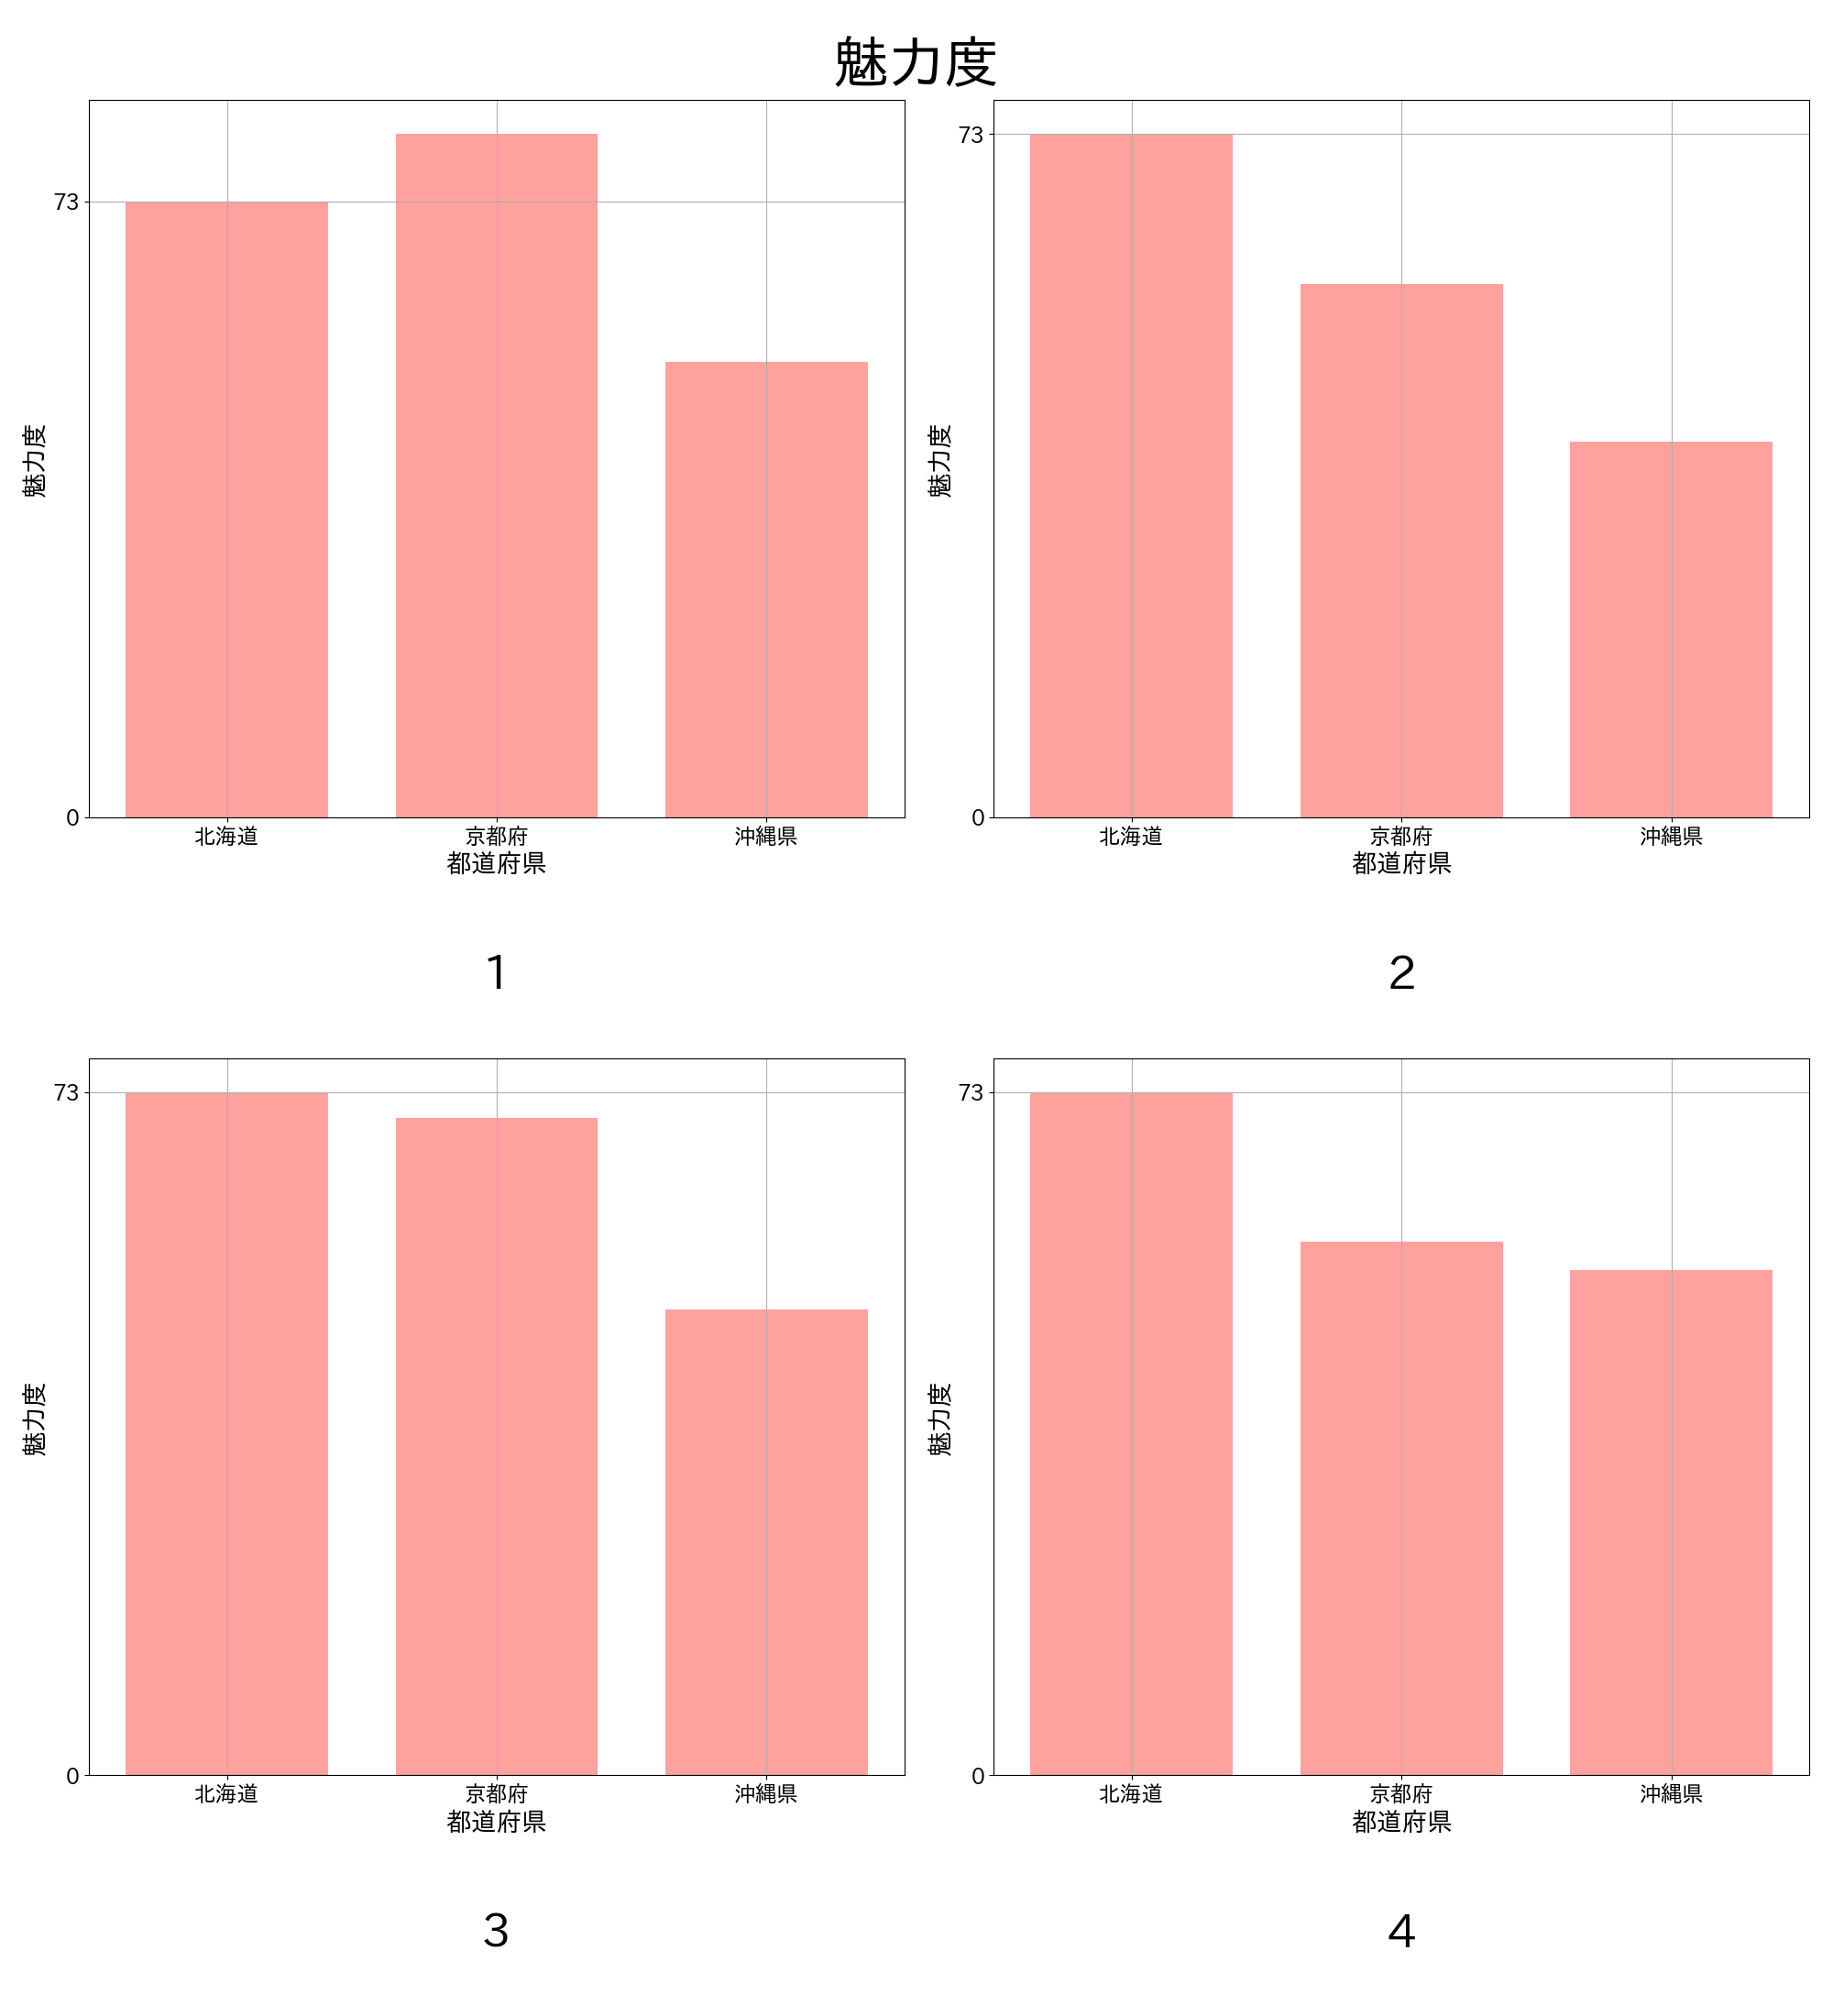 魅力度
73
0
魅力度
北海道 京都府 沖縄県
都道府県
1
73
0
魅力度
北海道 京都府 沖縄県
都道府県
2
73
0
魅力度
北海道 京都府 沖縄県
都道府県
3
73
0
魅力度
北海道 京都府 沖縄県
都道府県
4